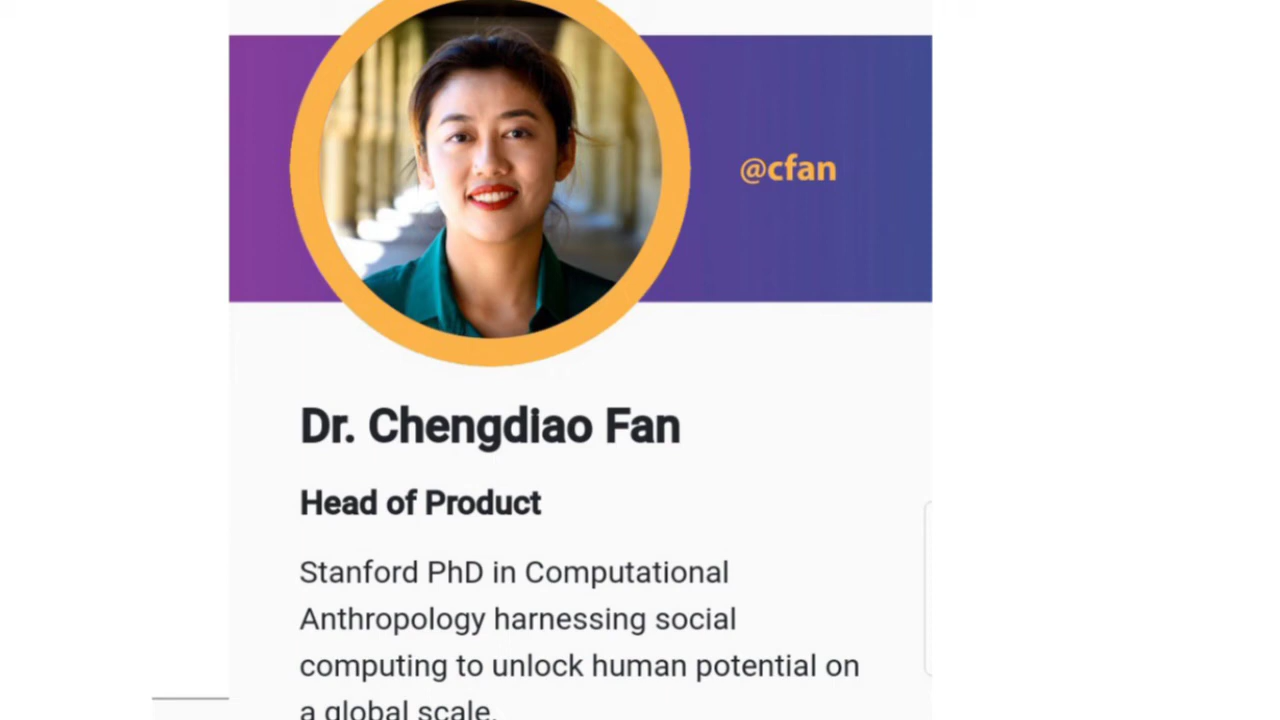 @cfan
Dr. Chengdiao Fan
Head of Product
Stanford PhD in Computational
Anthropology harnessing social
computing to unlock human potential on
a global scale.